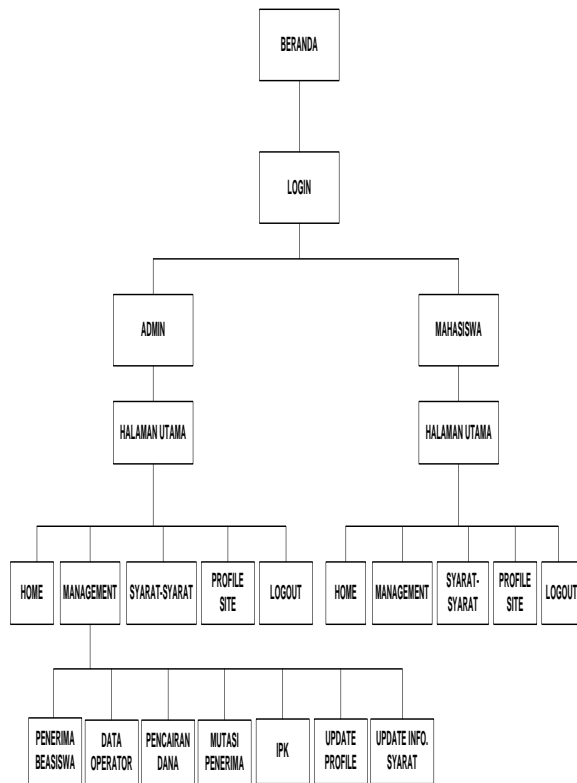 BERANDA
LOGIN
ADMIN
MAHASISWA
HALAMAN UTAMA
HALAMAN UTAMA
HOME
MANAGEMENT
SYARAT-SYARAT
PROFILE
SITE
LOGOUT
HOME
MANAGEMENT
SYARAT-
SYARAT
PROFILE
SITE
LOGOUT
PENERIMA
BEASISWA
DATA
OPERATOR
PENCAIRAN
DANA
MUTASI
PENERIMA
IPK
UPDATE
PROFILE
UPDATE INFO.
SYARAT